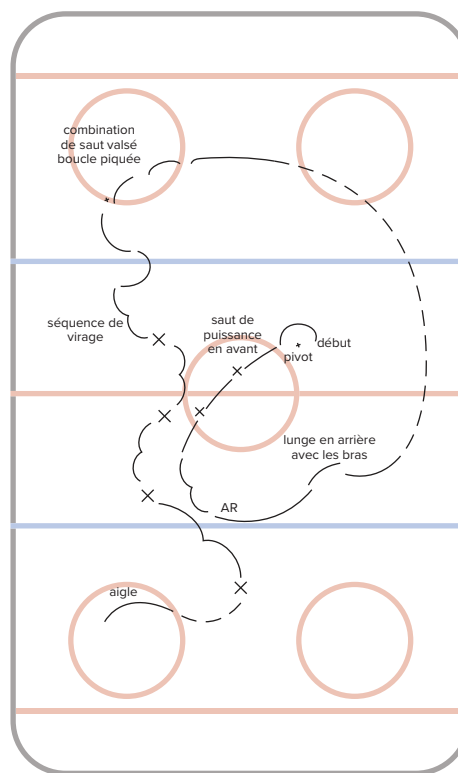 combination
de saut valsé
boucle piquée
séquence de
virage
saut de
puissance
en avant
début
pivot
lunge en arrière
avec les bras
AR
aigle